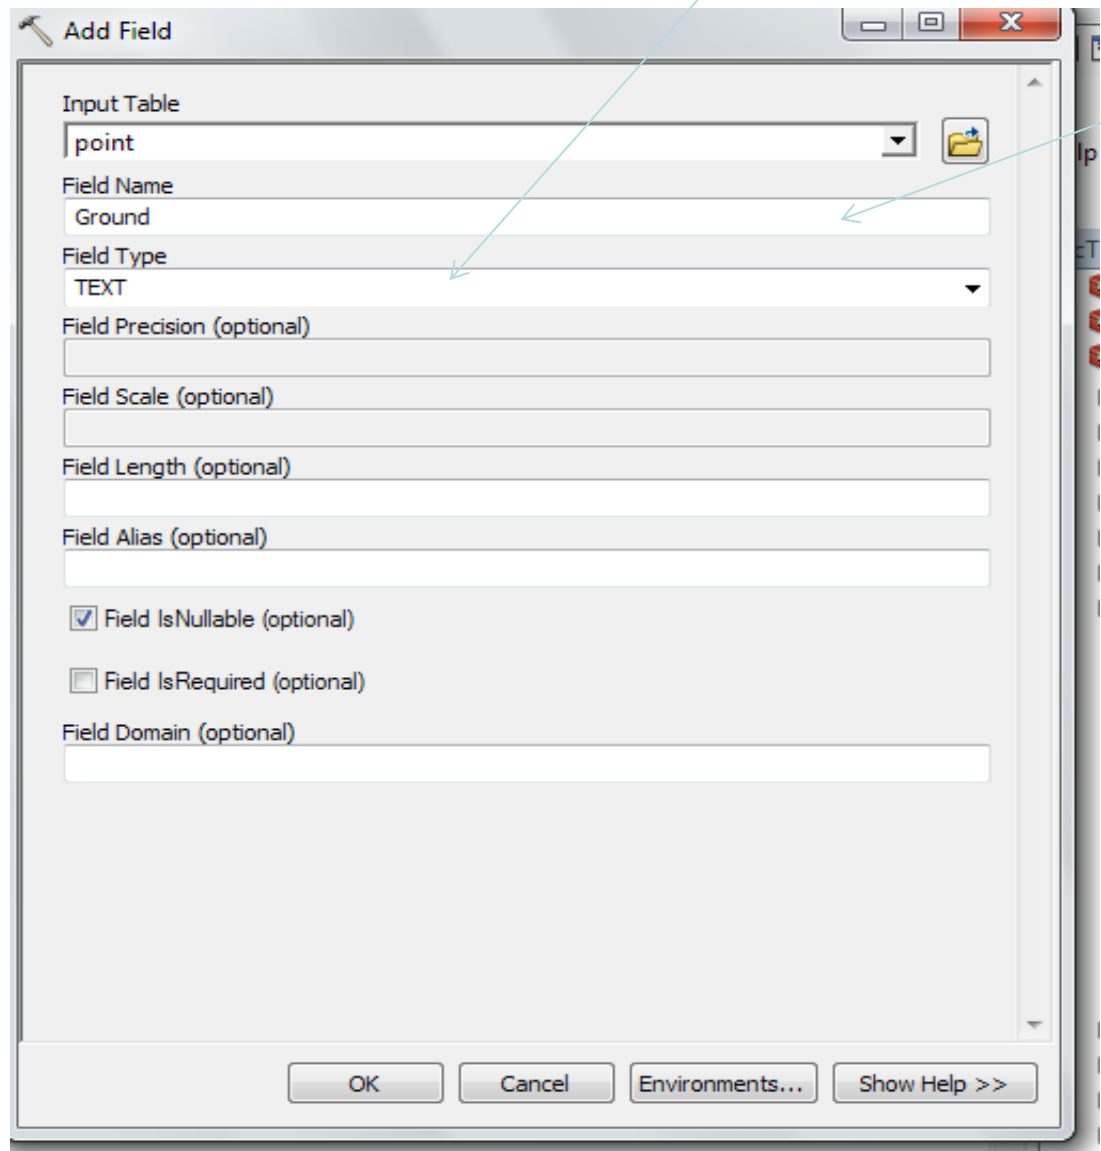 Add Field
Input Table
point
lp
Field Name
Ground
Field Type
TEXT
Field Precision (optional)
Field Scale (optional)
Field Length (optional)
Field Alias (optional)
Field IsNullable (optional)
Field IsRequired (optional)
Field Domain (optional)
OK Cancel Environments... Show Help >>